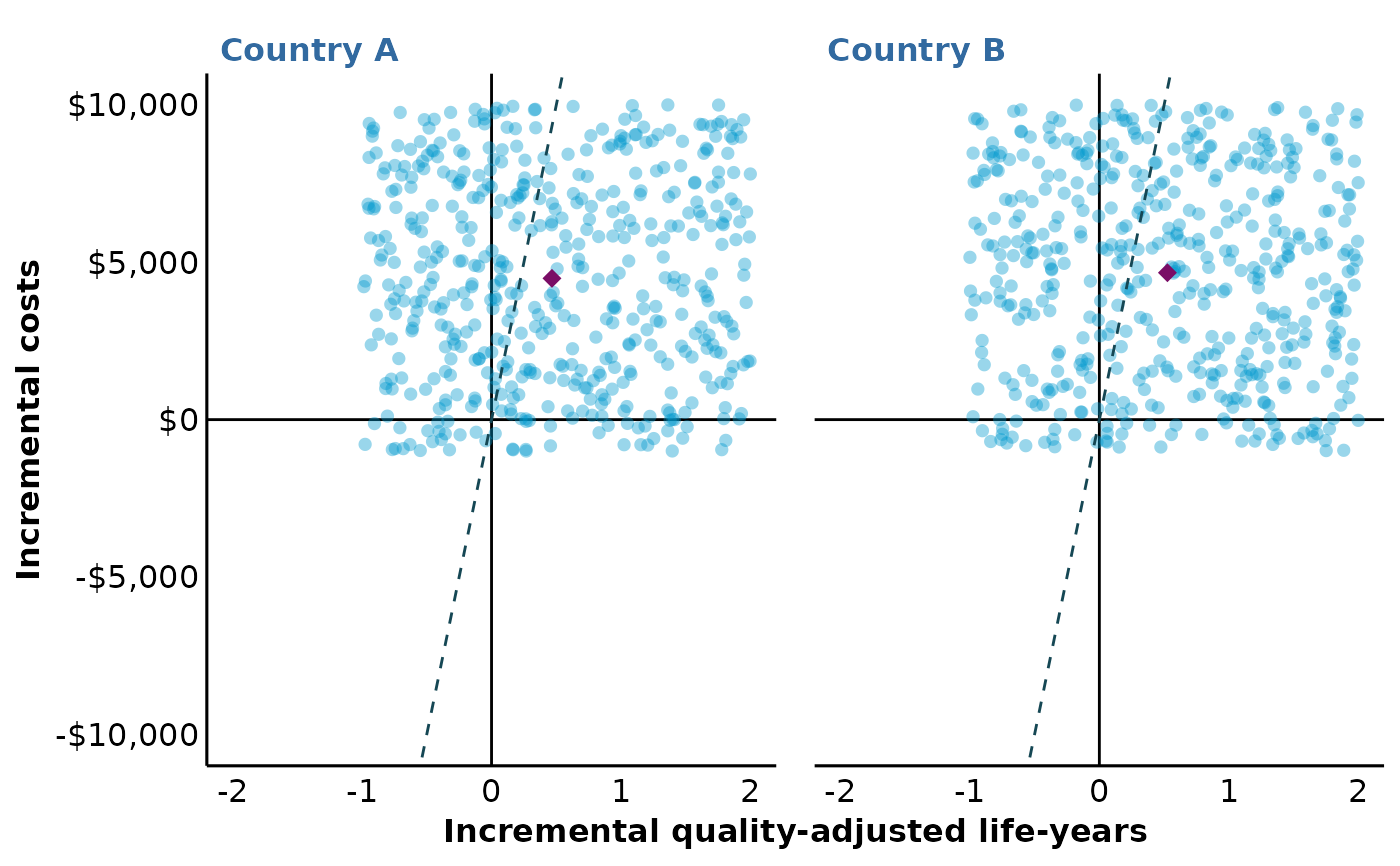 Country A
Country B
$10,000
$5,000
$0
-$5,000
-$10,000
Incremental costs
-2 -1 0 1 2
-2 -1 0 1 2
Incremental quality-adjusted life-years